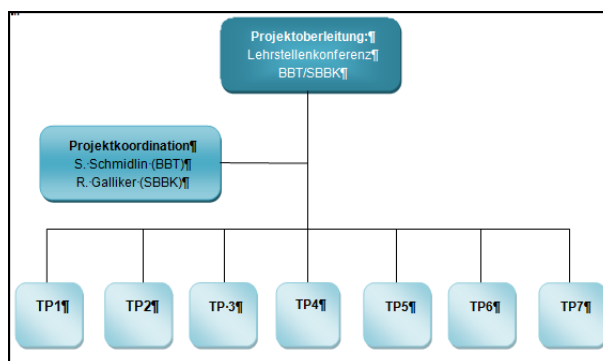 Projektoberleitung:¶
Lehrstellenkonferenz¶
BBT/SBBK¶
Projektkoordination¶
S.·Schmidlin·(BBT)¶
R.·Galliker·(SBBK)¶
TP1¶
TP2¶
TP·3¶
TP4¶
TP5¶
TP6¶
TP7¶